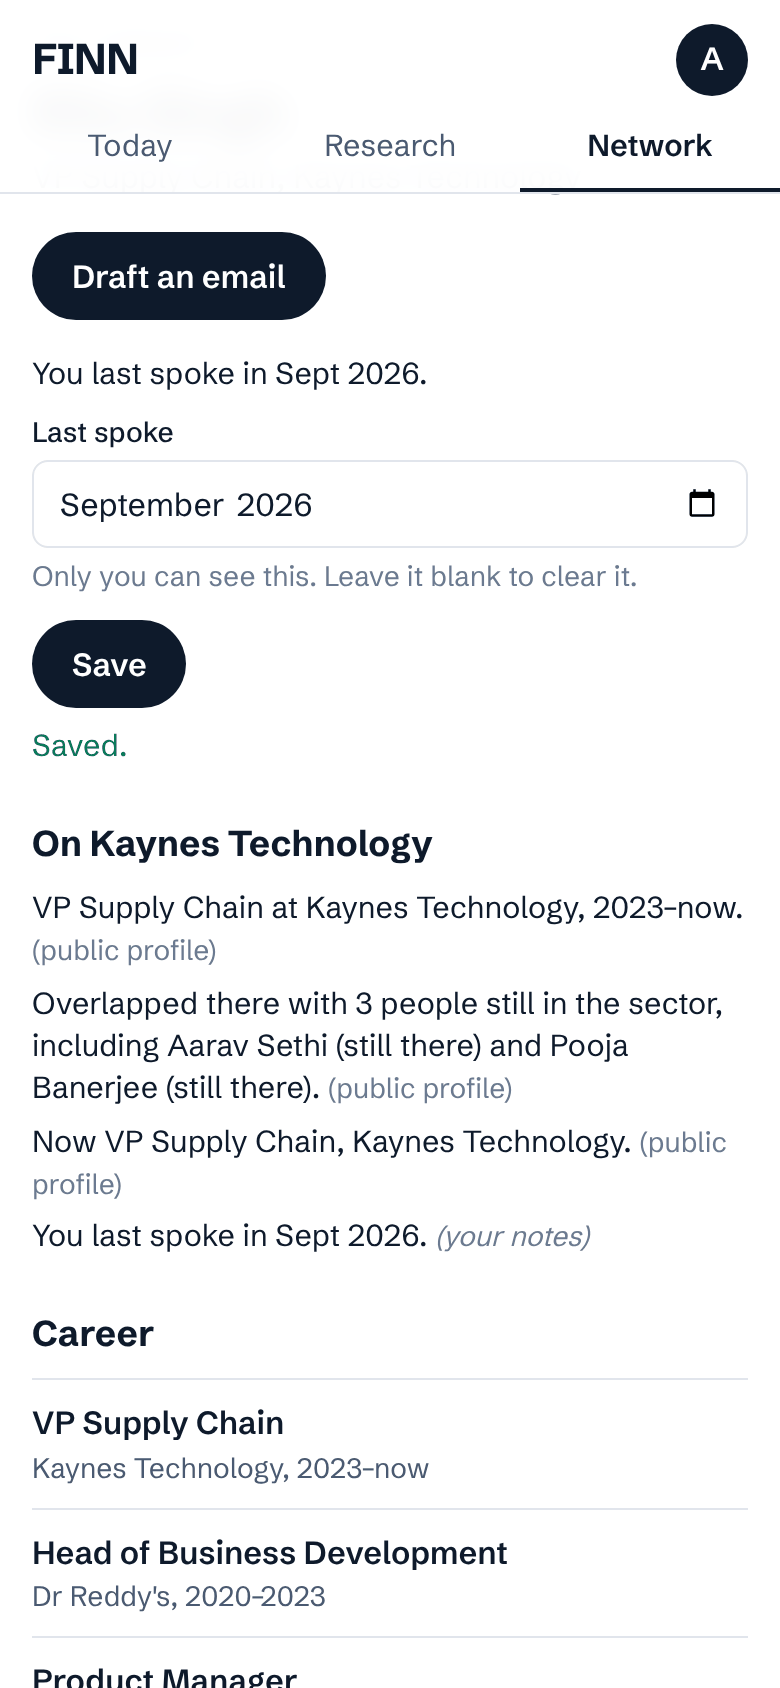 FINN
A
Today
Research
Network
Draft an email
You last spoke in Sept 2026.
Last spoke
September 2026
Only you can see this. Leave it blank to clear it.
Save
Saved.
On Kaynes Technology
VP Supply Chain at Kaynes Technology, 2023–now.
(public profile)
Overlapped there with 3 people still in the sector,
including Aarav Sethi (still there) and Pooja
Banerjee (still there). (public profile)
Now VP Supply Chain, Kaynes Technology. (public
profile)
You last spoke in Sept 2026. (your notes)
Career
VP Supply Chain
Kaynes Technology, 2023–now
Head of Business Development
Dr Reddy's, 2020–2023
Product Manager